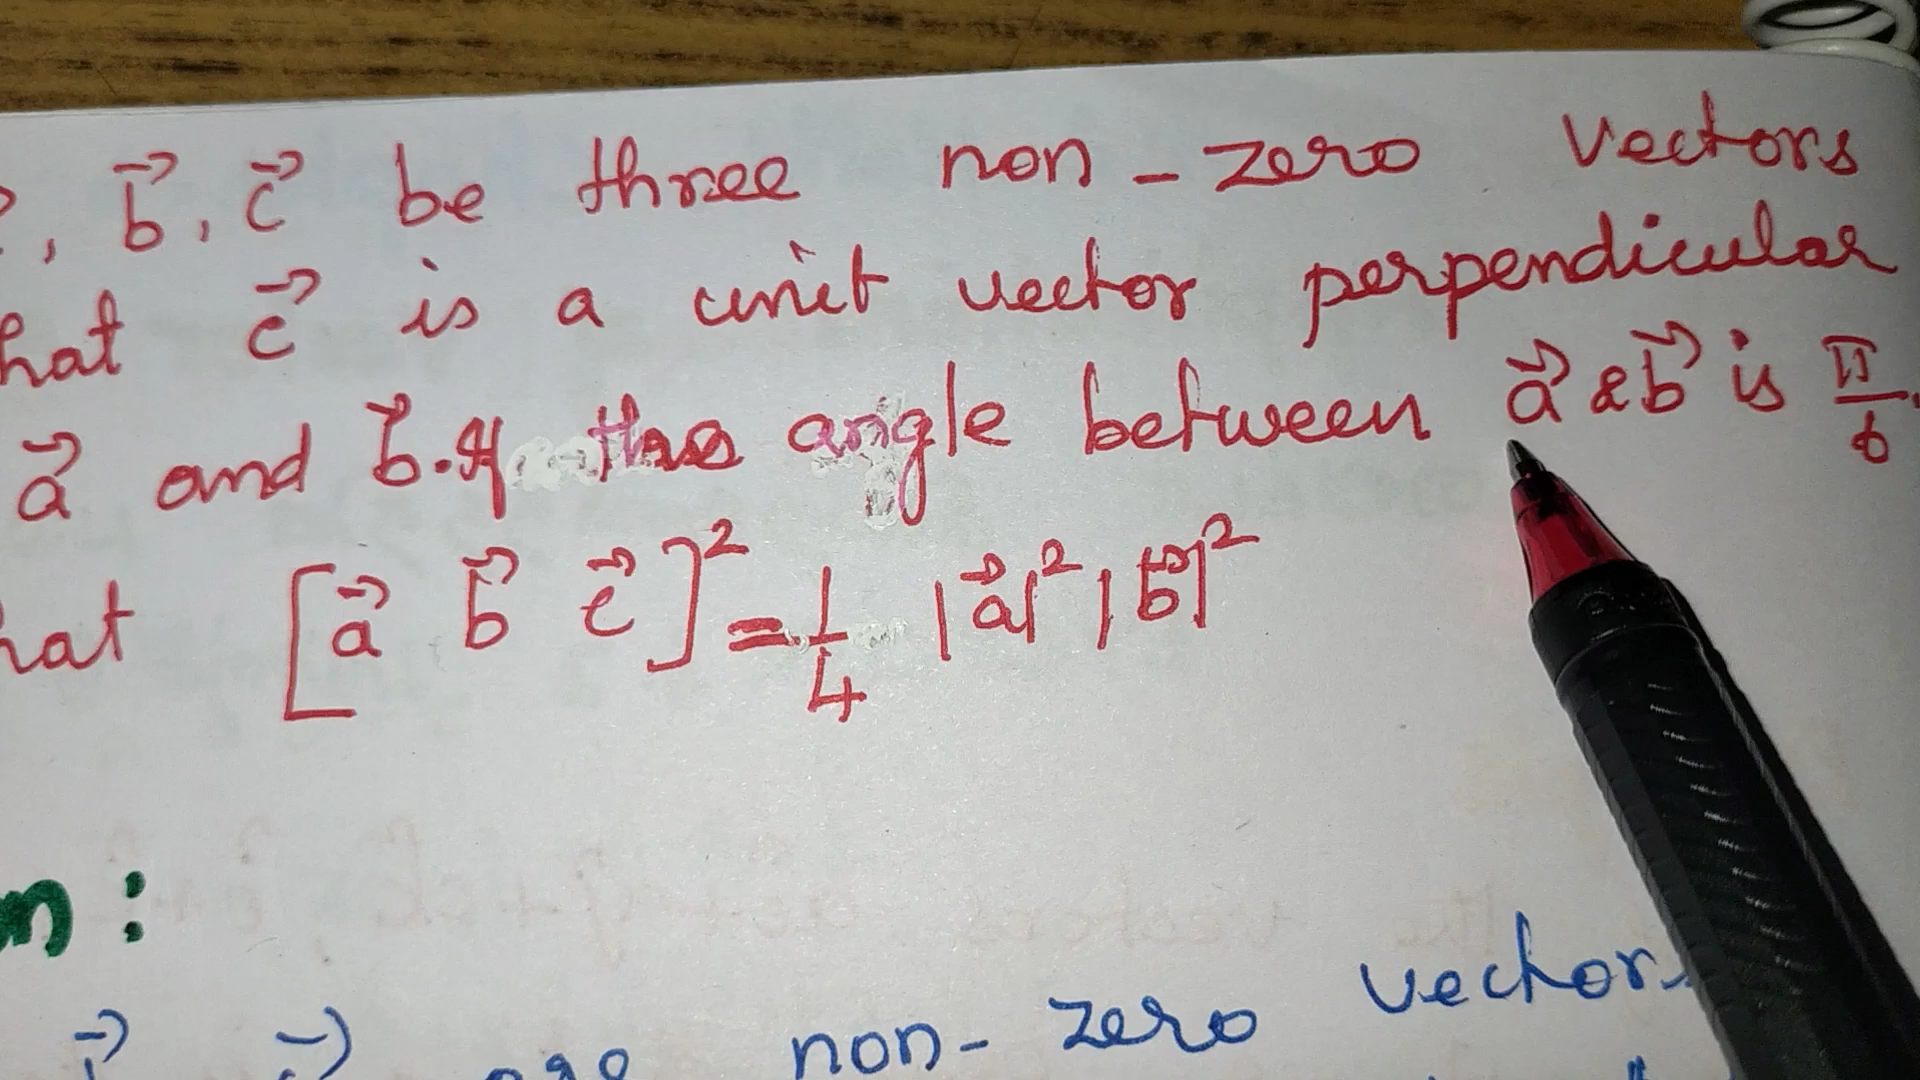 , b⃗, c⃗ be three non-zero vectors
hat c⃗ is a unit vector perpendicular
a⃗ and b⃗. If the angle between a⃗ & b⃗ is π/6.
hat [a⃗ b⃗ c⃗]² = 1/4 |a⃗|² |b⃗|²
n :
non-zero vectors